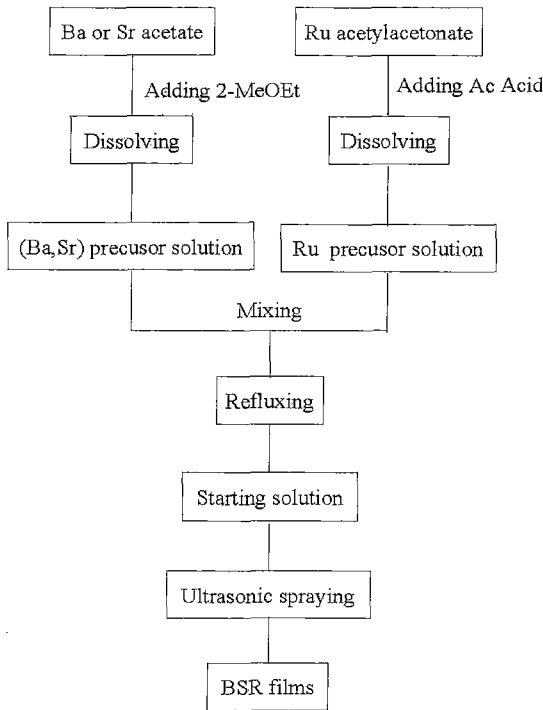 Ba or Sr acetate
Ru acetylacetonate
Adding 2-MeOEt
Adding Ac Acid
Dissolving
Dissolving
(Ba,Sr) precusor solution
Ru precusor solution
Mixing
Refluxing
Starting solution
Ultrasonic spraying
BSR films